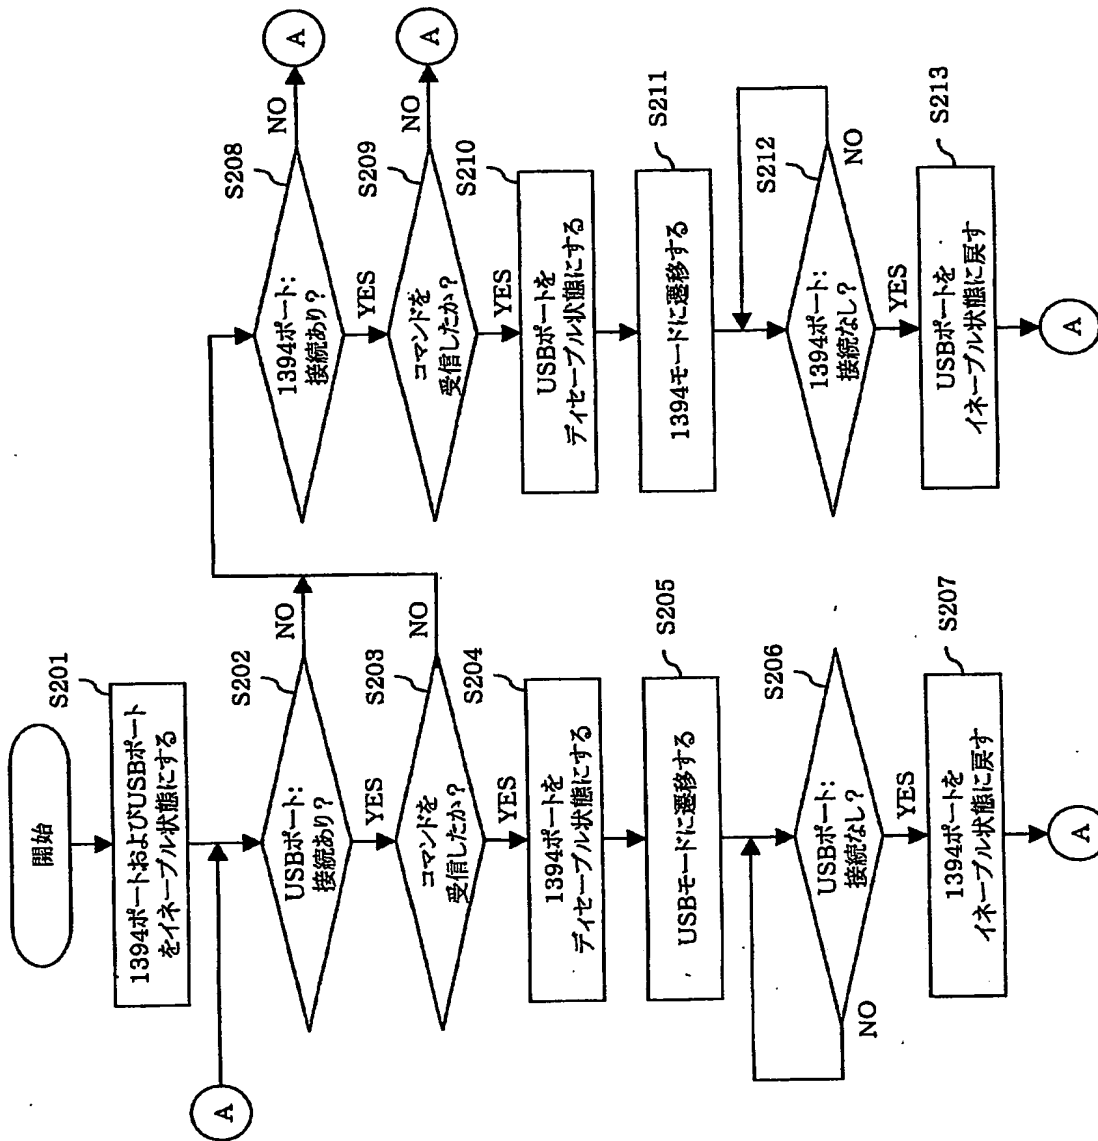 開始
S201
1394ポートおよびUSBポート
をイネーブル状態にする
A
S202
USBポート:
接続あり?
NO
YES
S203
コマンドを
受信したか?
NO
YES
S204
1394ポートを
ディセーブル状態にする
S205
USBモードに遷移する
S206
USBポート:
接続なし?
NO
YES
S207
1394ポートを
イネーブル状態に戻す
A
S208
1394ポート:
接続あり?
NO
A
YES
S209
コマンドを
受信したか?
NO
A
YES
S210
USBポートを
ディセーブル状態にする
S211
1394モードに遷移する
S212
1394ポート:
接続なし?
NO
YES
S213
USBポートを
イネーブル状態に戻す
A